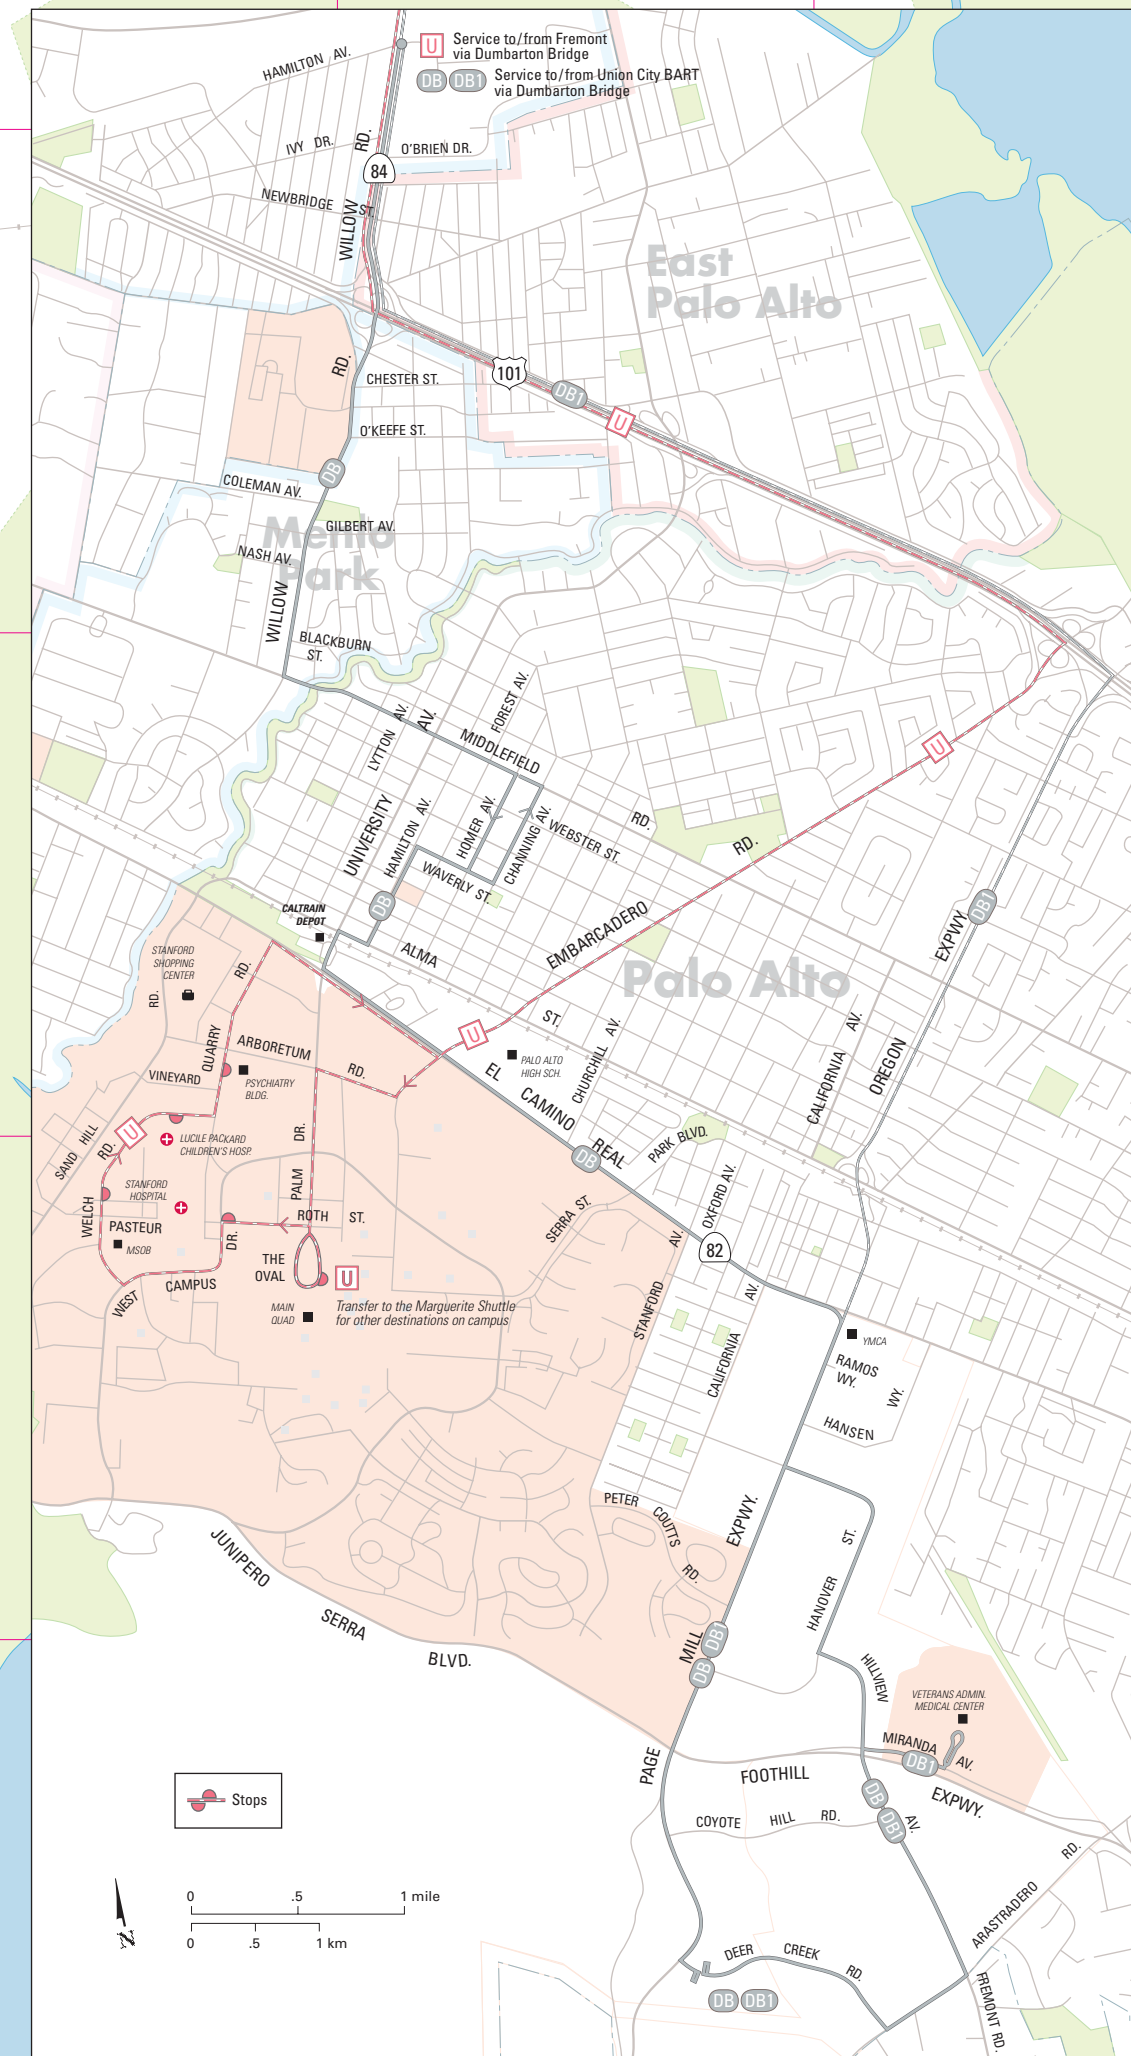 U Service to/from Fremont
via Dumbarton Bridge
DB DB1 Service to/from Union City BART
via Dumbarton Bridge
HAMILTON AV.
IVY DR.
RD.
O'BRIEN DR.
84
NEWBRIDGE ST.
WILLOW
East
Palo Alto
RD.
CHESTER ST.
101
DB1
U
O'KEEFE ST.
DB
COLEMAN AV.
Menlo
Park
GILBERT AV.
NASH AV.
WILLOW
BLACKBURN
ST.
FOREST AV.
LYTTON AV.
AV.
MIDDLEFIELD
RD.
U
UNIVERSITY
HAMILTON AV.
HOMER AV.
CHANNING AV.
WEBSTER ST.
WAVERLY ST.
RD.
DB
DB1
CALTRAIN
DEPOT
ALMA
ST.
EMBARCADERO
EXPWY.
Palo Alto
STANFORD
SHOPPING
CENTER
RD.
RD.
QUARRY
ARBORETUM
RD.
U
PALO ALTO
HIGH SCH.
CHURCHILL AV.
CALIFORNIA AV.
OREGON
VINEYARD
PSYCHIATRY
BLDG.
EL CAMINO REAL
DB
PARK BLVD.
SAND HILL
RD.
U
LUCILE PACKARD
CHILDREN'S HOSP.
DR.
PALM
STANFORD
HOSPITAL
WELCH
PASTEUR
DR.
MSOB
ROTH ST.
SERRA ST.
OXFORD AV.
82
THE
OVAL
U
WEST CAMPUS
MAIN
QUAD
Transfer to the Marguerite Shuttle
for other destinations on campus
STANFORD AV.
CALIFORNIA AV.
YMCA
RAMOS
WY.
HANSEN WY.
PETER COUTTS RD.
EXPWY.
HANOVER ST.
JUNIPERO SERRA BLVD.
MILL
DB1
DB
HILLVIEW
VETERANS ADMIN.
MEDICAL CENTER
MIRANDA AV.
DB1
PAGE
FOOTHILL EXPWY.
DB
DB1
AV.
COYOTE HILL RD.
Stops
ARASTRADERO RD.
0 .5 1 mile
0 .5 1 km
N
DEER CREEK RD.
DB DB1
FREMONT RD.